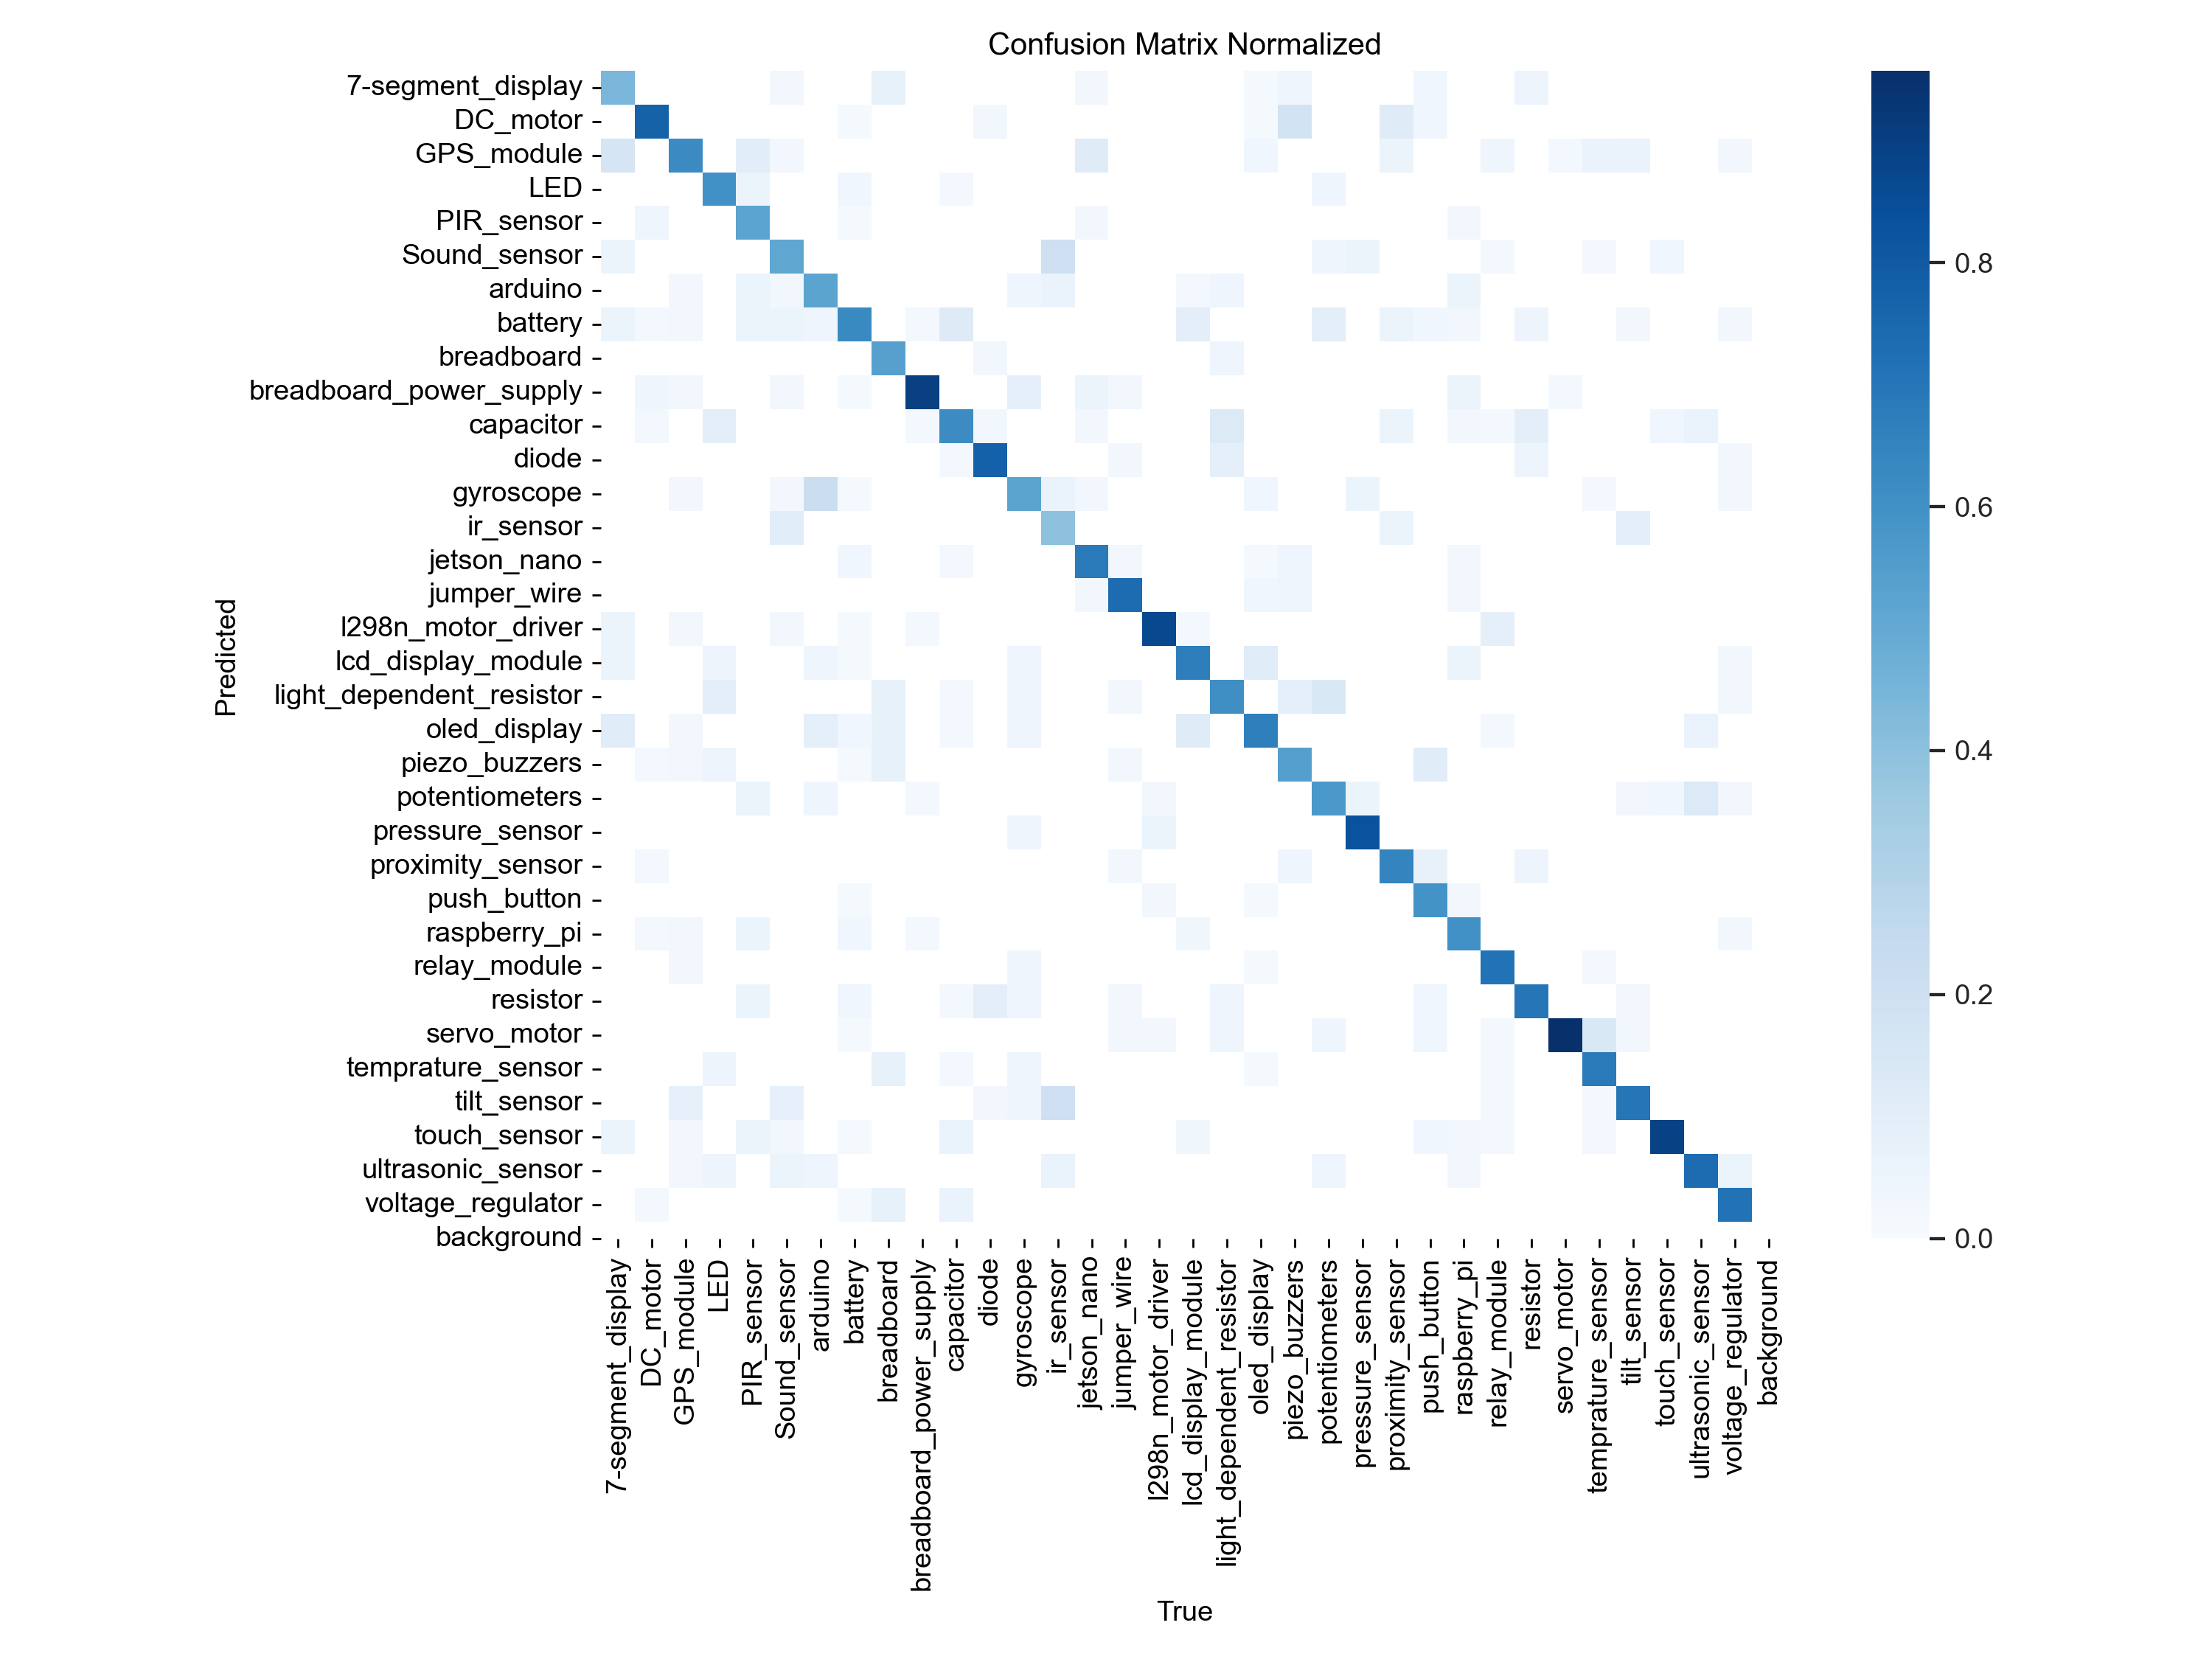 Confusion Matrix Normalized
7-segment_display
DC_motor
GPS_module
LED
PIR_sensor
Sound_sensor
arduino
battery
breadboard
breadboard_power_supply
capacitor
diode
gyroscope
ir_sensor
jetson_nano
jumper_wire
l298n_motor_driver
lcd_display_module
light_dependent_resistor
oled_display
piezo_buzzers
potentiometers
pressure_sensor
proximity_sensor
push_button
raspberry_pi
relay_module
resistor
servo_motor
temprature_sensor
tilt_sensor
touch_sensor
ultrasonic_sensor
voltage_regulator
background
Predicted
7-segment_display
DC_motor
GPS_module
LED
PIR_sensor
Sound_sensor
arduino
battery
breadboard
breadboard_power_supply
capacitor
diode
gyroscope
ir_sensor
jetson_nano
jumper_wire
l298n_motor_driver
lcd_display_module
light_dependent_resistor
oled_display
piezo_buzzers
potentiometers
pressure_sensor
proximity_sensor
push_button
raspberry_pi
relay_module
resistor
servo_motor
temprature_sensor
tilt_sensor
touch_sensor
ultrasonic_sensor
voltage_regulator
background
True
0.8
0.6
0.4
0.2
0.0